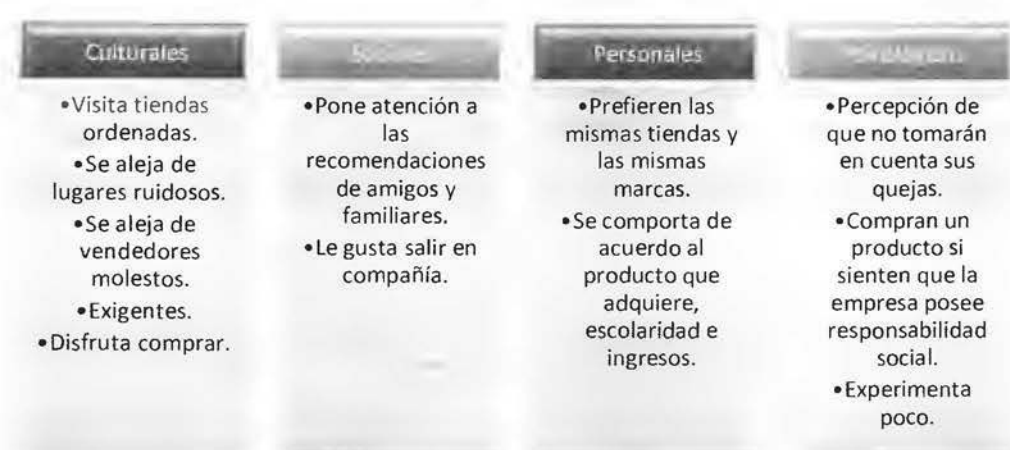 Culturales
•Visita tiendas
ordenadas.
•Se aleja de
lugares ruidosos.
•Se aleja de
vendedores
molestos.
•Exigentes.
•Disfruta comprar.
•Pone atención a
las
recomendaciones
de amigos y
familiares.
•Le gusta salir en
compañía.
Personales
•Prefieren las
mismas tiendas y
las mismas
marcas.
•Se comporta de
acuerdo al
producto que
adquiere,
escolaridad e
ingresos.
•Percepción de
que no tomarán
en cuenta sus
quejas.
•Compran un
producto si
sienten que la
empresa posee
responsabilidad
social.
•Experimenta
poco.